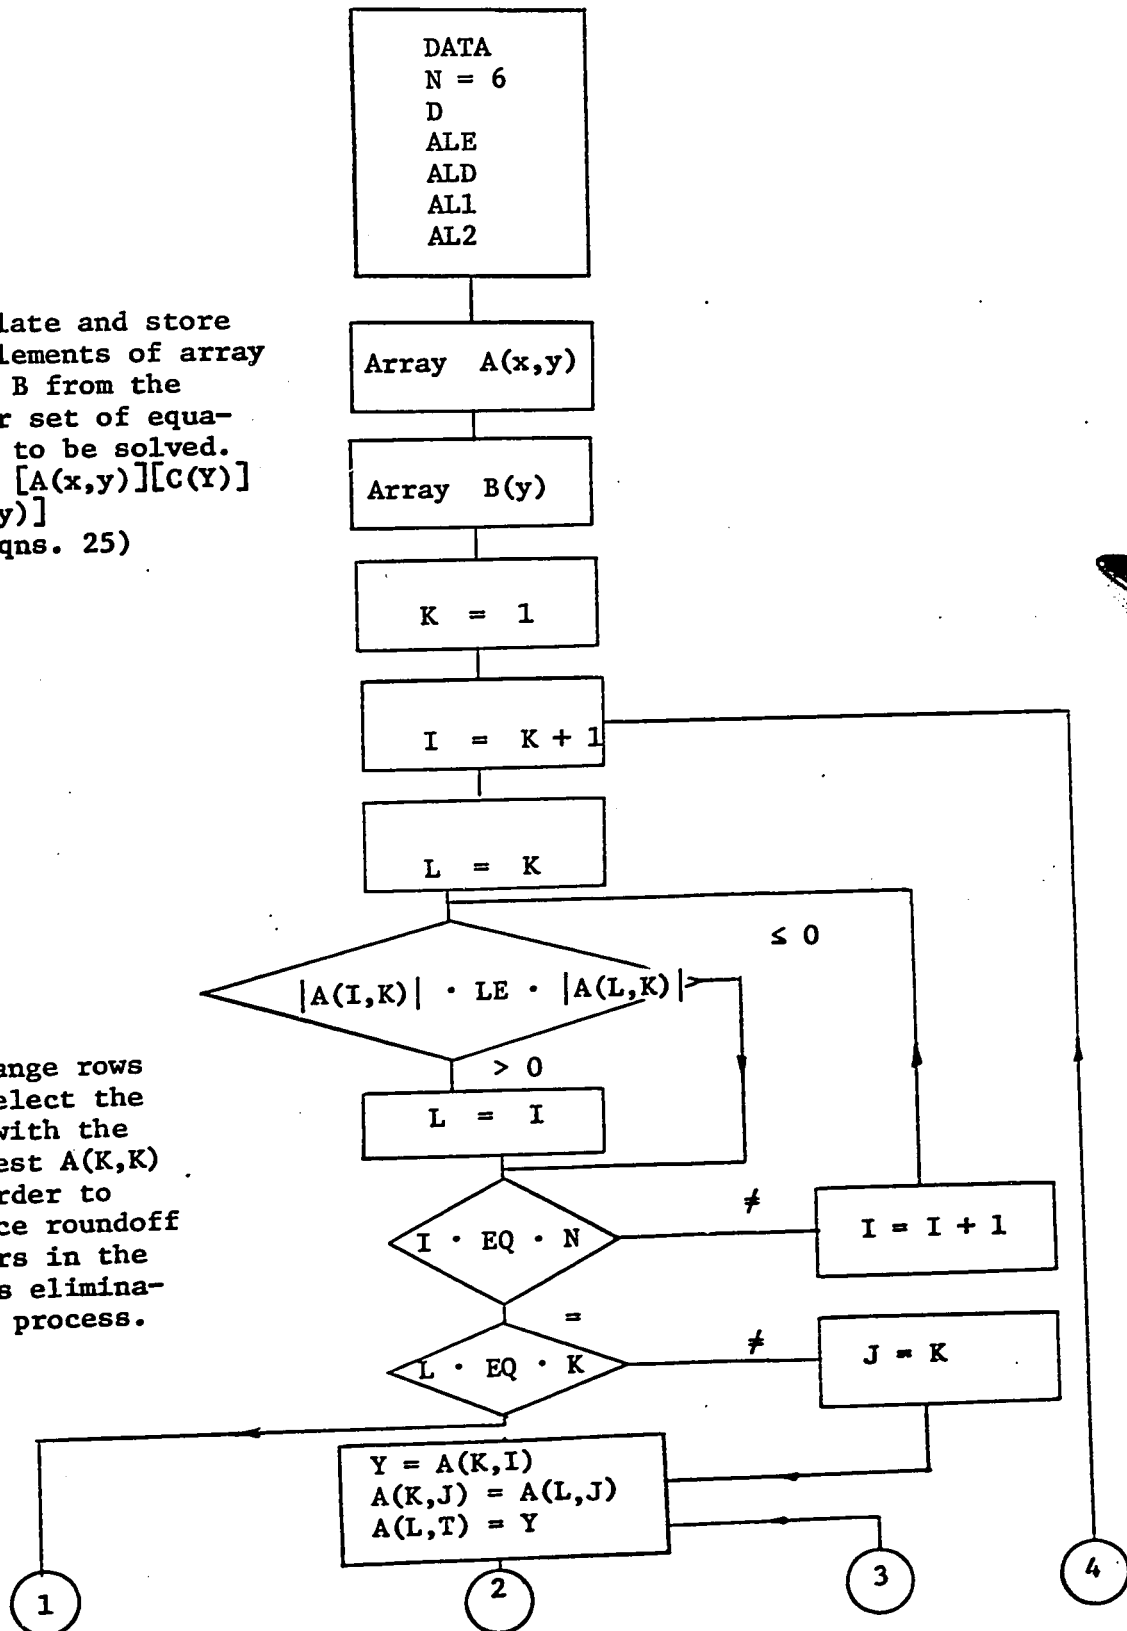 DATA
N = 6
D
ALE
ALD
AL1
AL2
late and store
lements of array
B from the
r set of equa-
to be solved.
[A(x,y)][C(Y)]
y)]
qns. 25)
Array A(x,y)
Array B(y)
K = 1
I = K + 1
L = K
≤ 0
|A(I,K)| · LE · |A(L,K)|
> 0
L = I
ange rows
elect the
with the
est A(K,K)
rder to
ce roundoff
rs in the
s elimina-
process.
I · EQ · N
≠
I = I + 1
=
L · EQ · K
≠
J = K
Y = A(K,I)
A(K,J) = A(L,J)
A(L,T) = Y
1
2
3
4